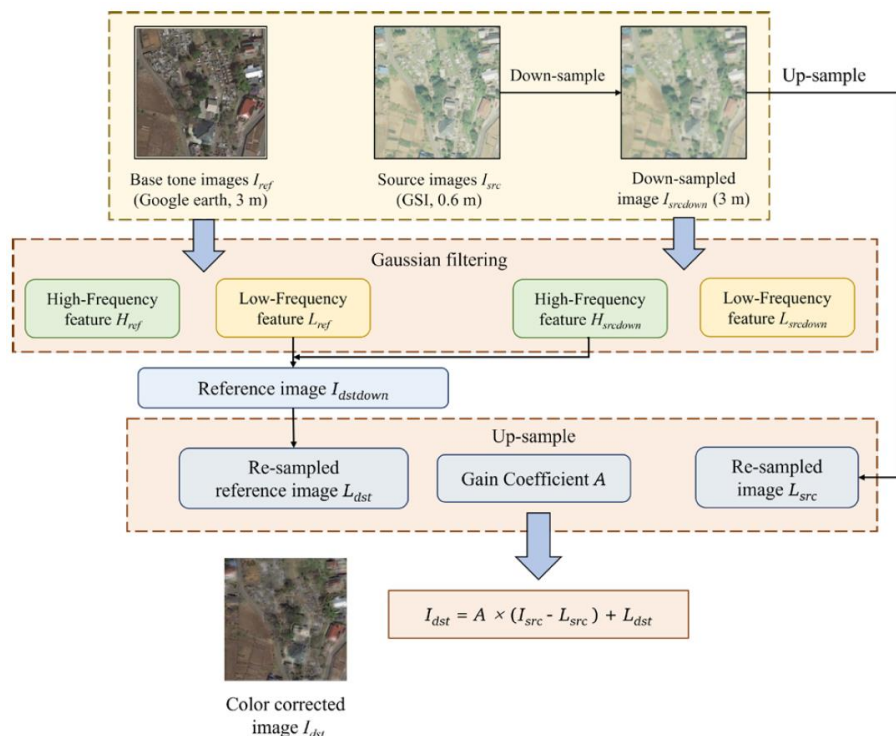 Down-sample
Up-sample
Base tone images I_ref
(Google earth, 3 m)
Source images I_src
(GSI, 0.6 m)
Down-sampled
image I_srcdown (3 m)
Gaussian filtering
High-Frequency
feature H_ref
Low-Frequency
feature L_ref
High-Frequency
feature H_srcdown
Low-Frequency
feature L_srcdown
Reference image I_dstdown
Up-sample
Re-sampled
reference image L_dst
Gain Coefficient A
Re-sampled
image L_src
I_dst = A × (I_src - L_src) + L_dst
Color corrected
image I_dst